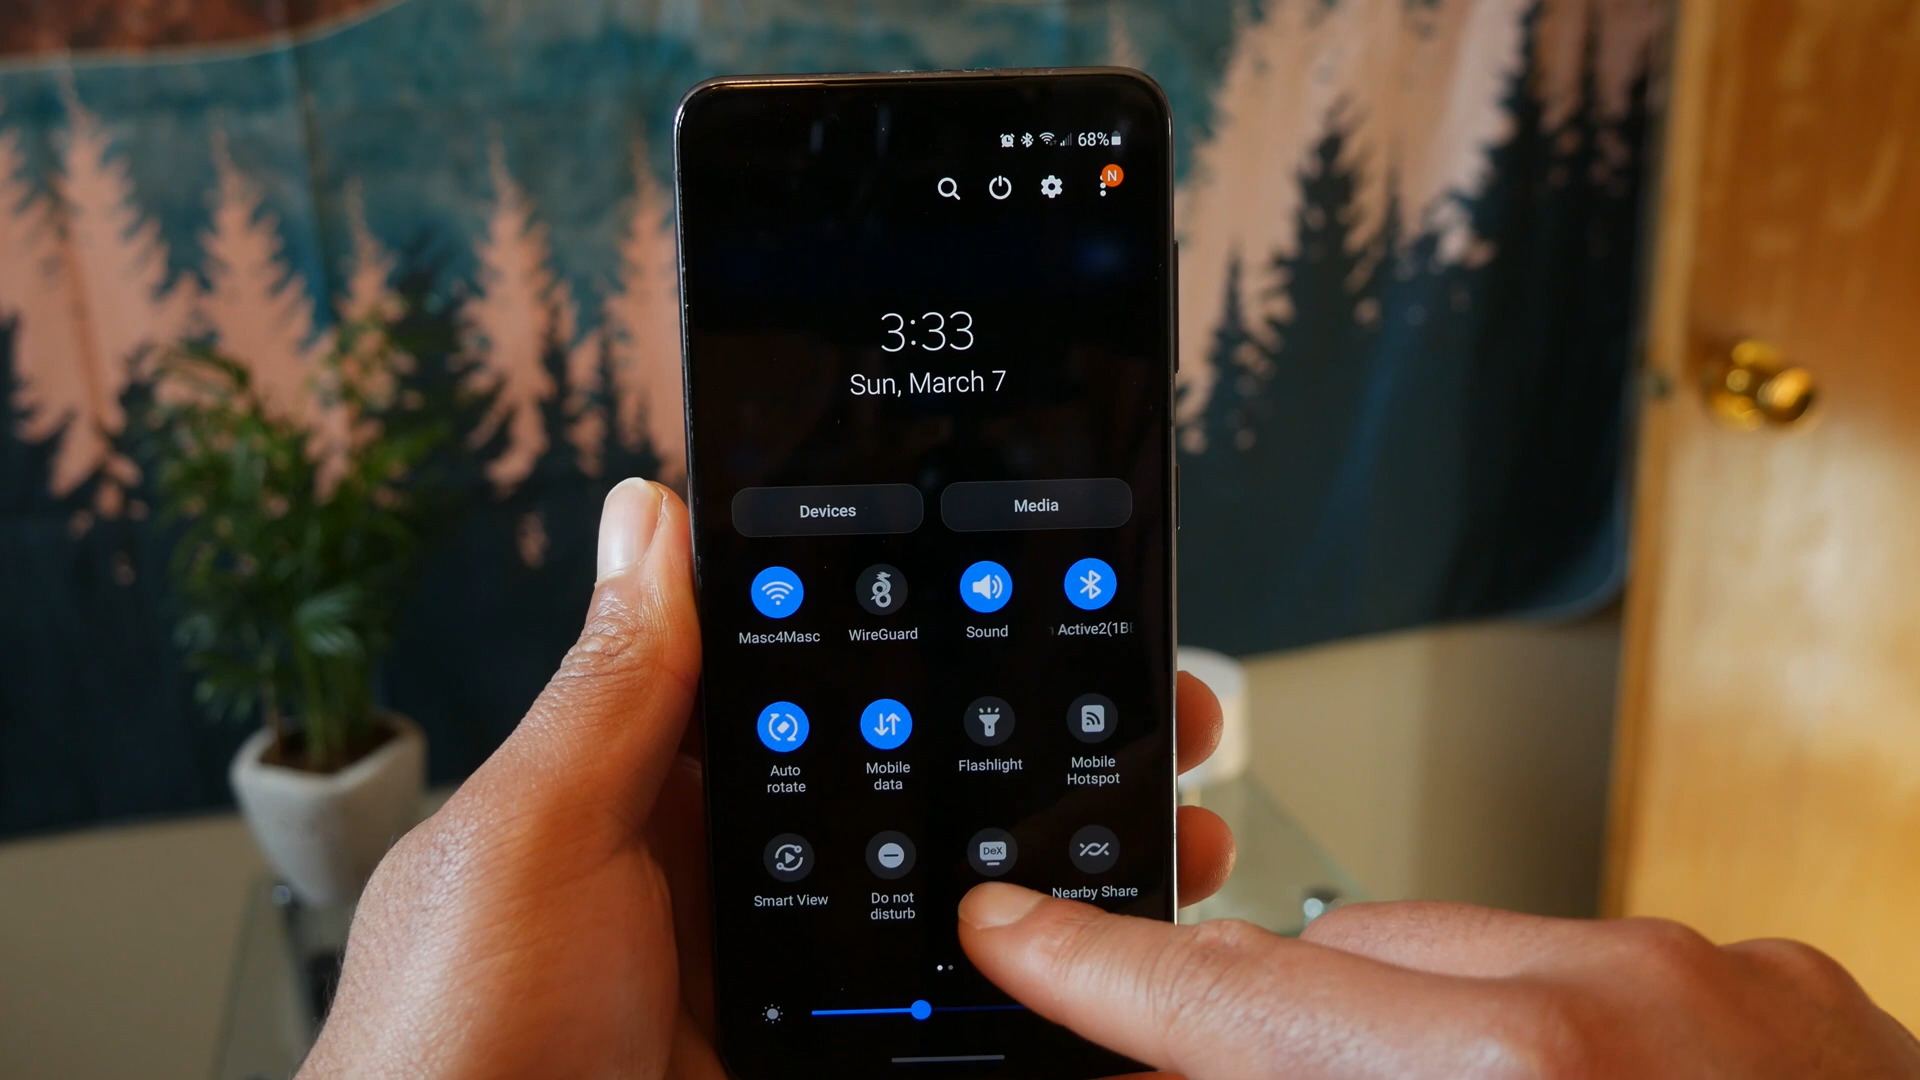 68%
N
3:33
Sun, March 7
Devices
Media
Masc4Masc
WireGuard
Sound
Active2(1B
Auto
rotate
Mobile
data
Flashlight
Mobile
Hotspot
Smart View
Do not
disturb
DeX
Nearby Share